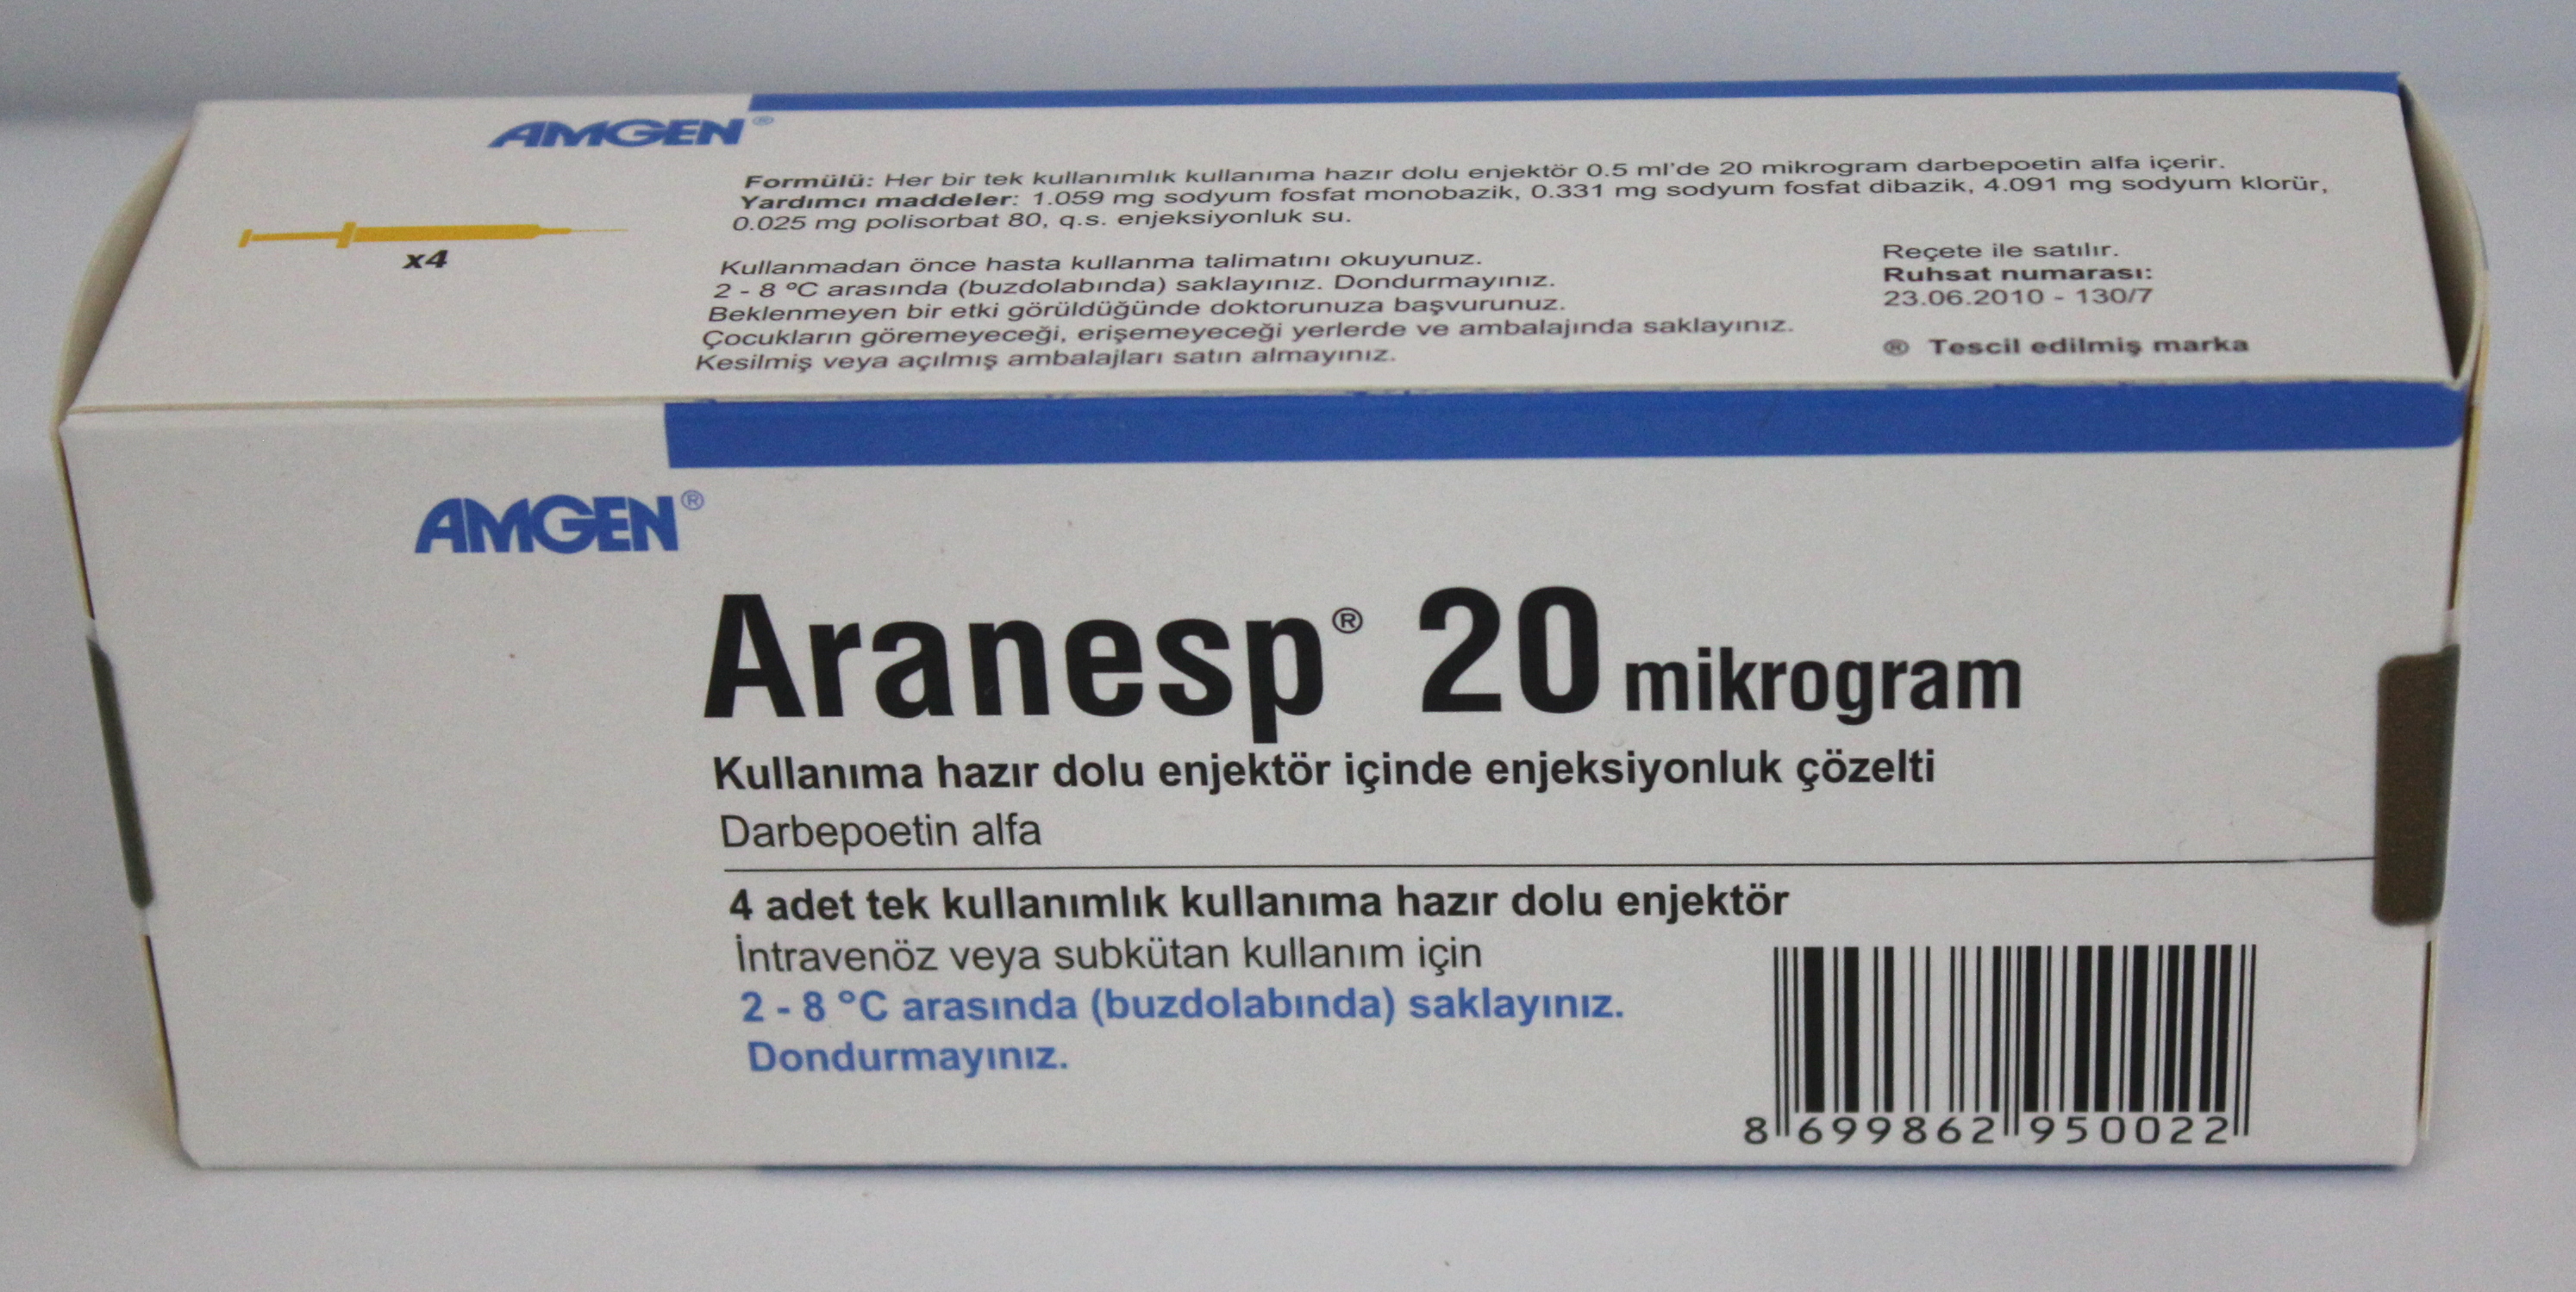 AMGEN®
Formülü: Her bir tek kullanımlık kullanıma hazır dolu enjektör 0.5 ml'de 20 mikrogram darbepoetin alfa içerir.
Yardımcı maddeler: 1.059 mg sodyum fosfat monobazik, 0.331 mg sodyum fosfat dibazik, 4.091 mg sodyum klorür,
0.025 mg polisorbat 80, q.s. enjeksiyonluk su.
x4
Kullanmadan önce hasta kullanma talimatını okuyunuz.
2 - 8 ºC arasında (buzdolabında) saklayınız. Dondurmayınız.
Beklenmeyen bir etki görüldüğünde doktorunuza başvurunuz.
Çocukların göremeyeceği, erişemeyeceği yerlerde ve ambalajında saklayınız.
Kesilmiş veya açılmış ambalajları satın almayınız.
Reçete ile satılır.
Ruhsat numarası:
23.06.2010 - 130/7
® Tescil edilmiş marka
AMGEN®
Aranesp® 20 mikrogram
Kullanıma hazır dolu enjektör içinde enjeksiyonluk çözelti
Darbepoetin alfa
4 adet tek kullanımlık kullanıma hazır dolu enjektör
İntravenöz veya subkütan kullanım için
2 - 8 °C arasında (buzdolabında) saklayınız.
Dondurmayınız.
8 699862 950022